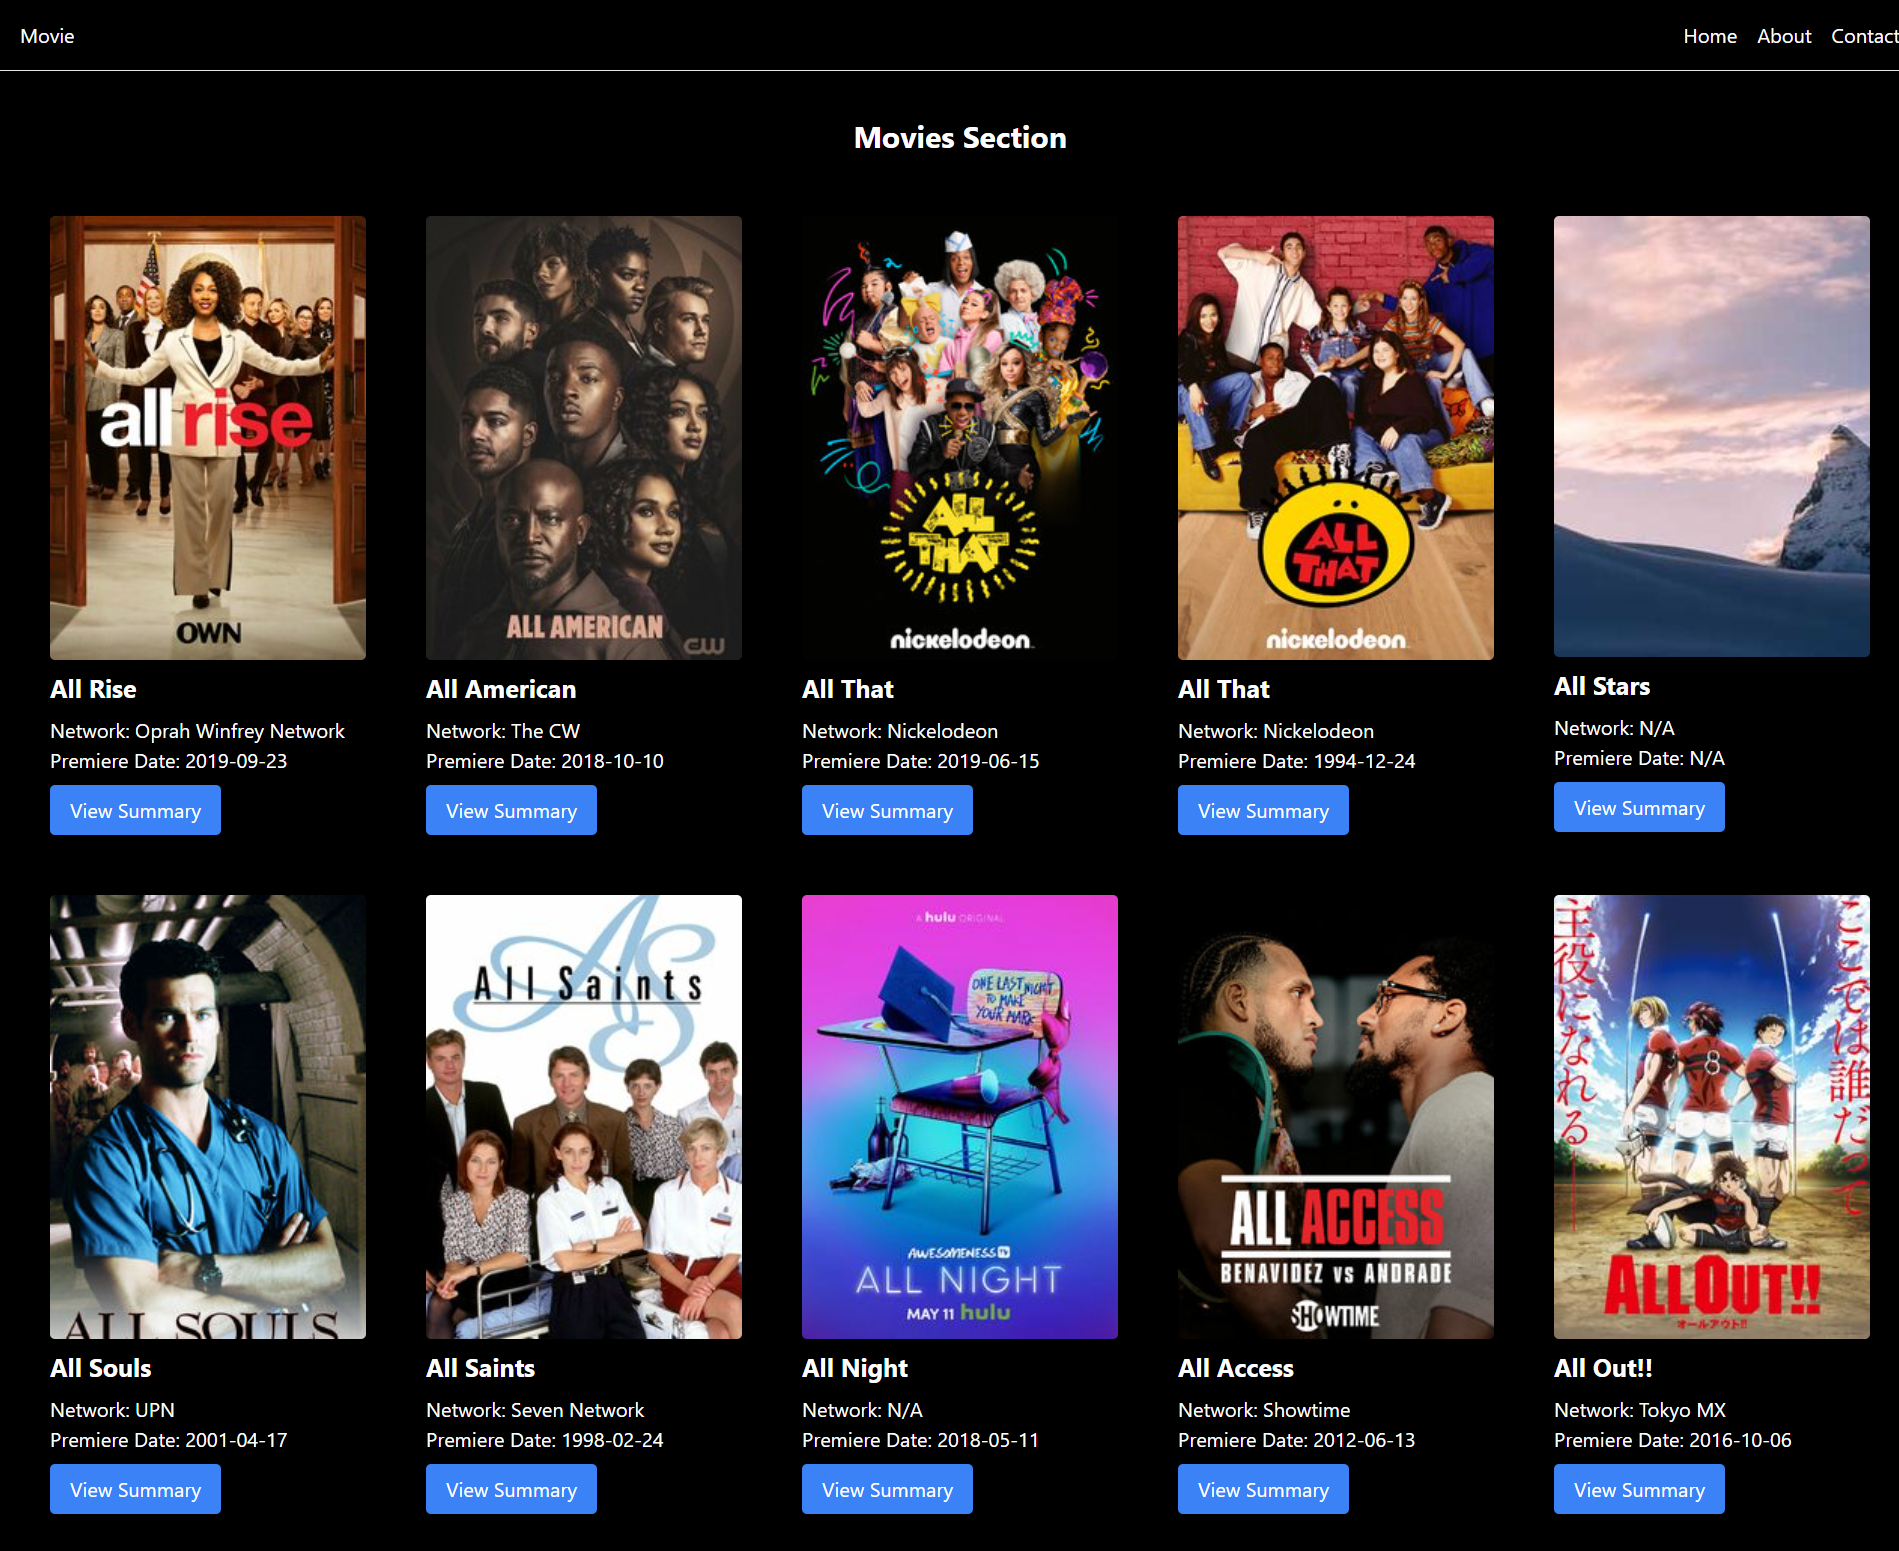 Movie
Home About Contact
Movies Section
all rise
OWN
ALL AMERICAN
CW
ALL
THAT
nickelodeon
ALL
THAT
nickelodeon
All Rise
Network: Oprah Winfrey Network
Premiere Date: 2019-09-23
View Summary
All American
Network: The CW
Premiere Date: 2018-10-10
View Summary
All That
Network: Nickelodeon
Premiere Date: 2019-06-15
View Summary
All That
Network: Nickelodeon
Premiere Date: 1994-12-24
View Summary
All Stars
Network: N/A
Premiere Date: N/A
View Summary
ALL SOULS
AS
All Saints
A hulu ORIGINAL
ONE LAST NIGHT
TO MAKE
YOUR MARK
AWESOMENESS TV
ALL NIGHT
MAY 11 hulu
ALL ACCESS
BENAVIDEZ VS ANDRADE
SHOWTIME
ここでは誰だって
主役になれる
8
ALL OUT!!
オールアウト!!
All Souls
Network: UPN
Premiere Date: 2001-04-17
View Summary
All Saints
Network: Seven Network
Premiere Date: 1998-02-24
View Summary
All Night
Network: N/A
Premiere Date: 2018-05-11
View Summary
All Access
Network: Showtime
Premiere Date: 2012-06-13
View Summary
All Out!!
Network: Tokyo MX
Premiere Date: 2016-10-06
View Summary